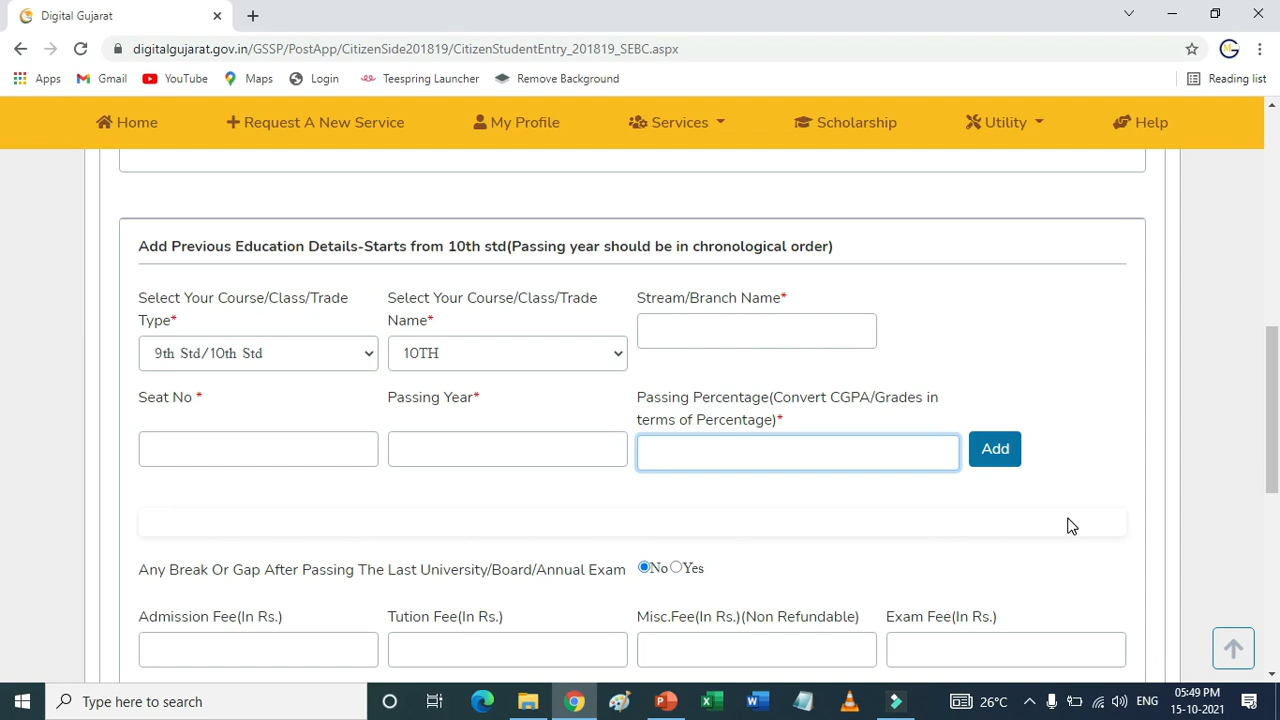 Digital Gujarat
digitalgujarat.gov.in/GSSP/PostApp/CitizenSide201819/CitizenStudentEntry_201819_SEBC.aspx
Apps Gmail YouTube Maps Login Teespring Launcher Remove Background Reading list
Home Request A New Service My Profile Services Scholarship Utility Help
Add Previous Education Details-Starts from 10th std(Passing year should be in chronological order)
Select Your Course/Class/Trade Type*
Select Your Course/Class/Trade Name*
Stream/Branch Name*
9th Std/10th Std
10TH
Seat No *
Passing Year*
Passing Percentage(Convert CGPA/Grades in terms of Percentage)*
Add
Any Break Or Gap After Passing The Last University/Board/Annual Exam No Yes
Admission Fee(In Rs.) Tution Fee(In Rs.) Misc.Fee(In Rs.)(Non Refundable) Exam Fee(In Rs.)
Type here to search
26°C
ENG
05:49 PM
15-10-2021